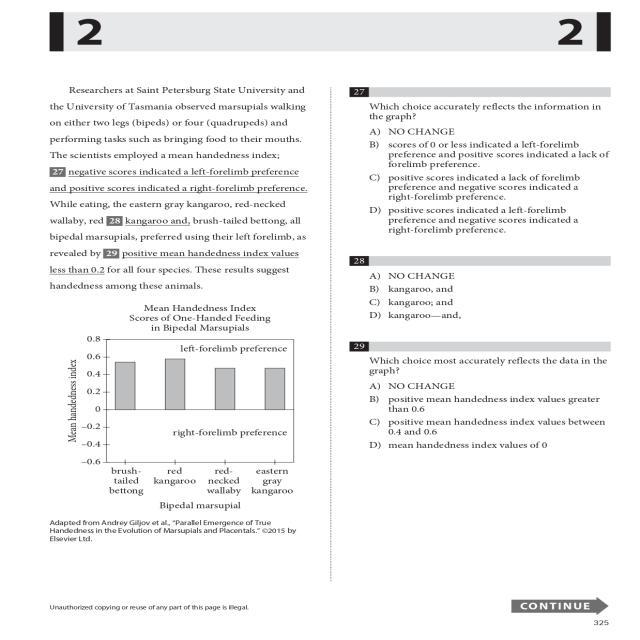 2
2
Researchers at Saint Petersburg State University and
the University of Tasmania observed marsupials walking
on either two legs (bipeds) or four (quadrupeds) and
performing tasks such as bringing food to their mouths.
The scientists employed a mean handedness index;
27 negative scores indicated a left-forelimb preference
and positive scores indicated a right-forelimb preference.
While eating, the eastern gray kangaroo, red-necked
wallaby, red 28 kangaroo and, brush-tailed bettong, all
bipedal marsupials, preferred using their left forelimb, as
revealed by 29 positive mean handedness index values
less than 0.2 for all four species. These results suggest
handedness among these animals.
Mean Handedness Index
Scores of One-Handed Feeding
in Bipedal Marsupials
Mean handedness index
0.8
0.6
0.4
0.2
0
−0.2
−0.4
−0.6
left-forelimb preference
right-forelimb preference
brush-
tailed
bettong
red
kangaroo
red-
necked
wallaby
eastern
gray
kangaroo
Bipedal marsupial
Adapted from Andrey Giljov et al., "Parallel Emergence of True
Handedness in the Evolution of Marsupials and Placentals." ©2015 by
Elsevier Ltd.
27
Which choice accurately reflects the information in
the graph?
A) NO CHANGE
B) scores of 0 or less indicated a left-forelimb
preference and positive scores indicated a lack of
forelimb preference.
C) positive scores indicated a lack of forelimb
preference and negative scores indicated a
right-forelimb preference.
D) positive scores indicated a left-forelimb
preference and negative scores indicated a
right-forelimb preference.
28
A) NO CHANGE
B) kangaroo, and
C) kangaroo; and
D) kangaroo—and,
29
Which choice most accurately reflects the data in the
graph?
A) NO CHANGE
B) positive mean handedness index values greater
than 0.6
C) positive mean handedness index values between
0.4 and 0.6
D) mean handedness index values of 0
Unauthorized copying or reuse of any part of this page is illegal.
CONTINUE
325